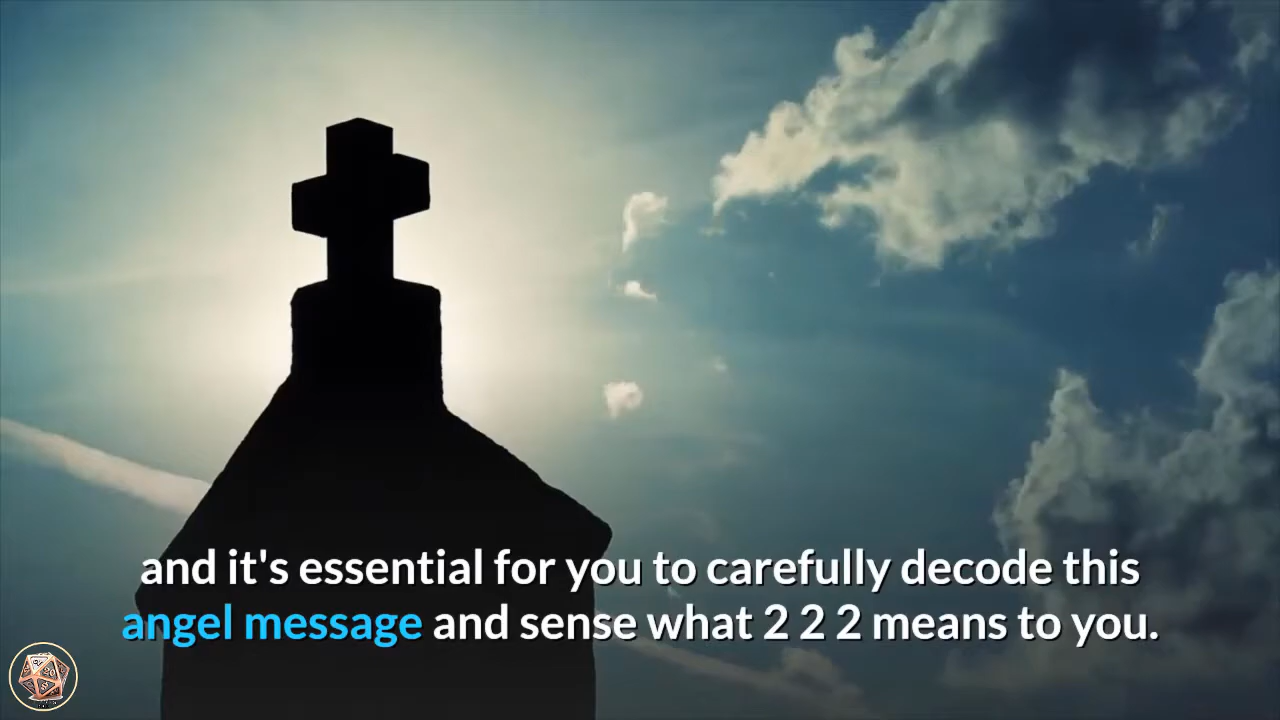 and it's essential for you to carefully decode this
angel message and sense what 2 2 2 means to you.